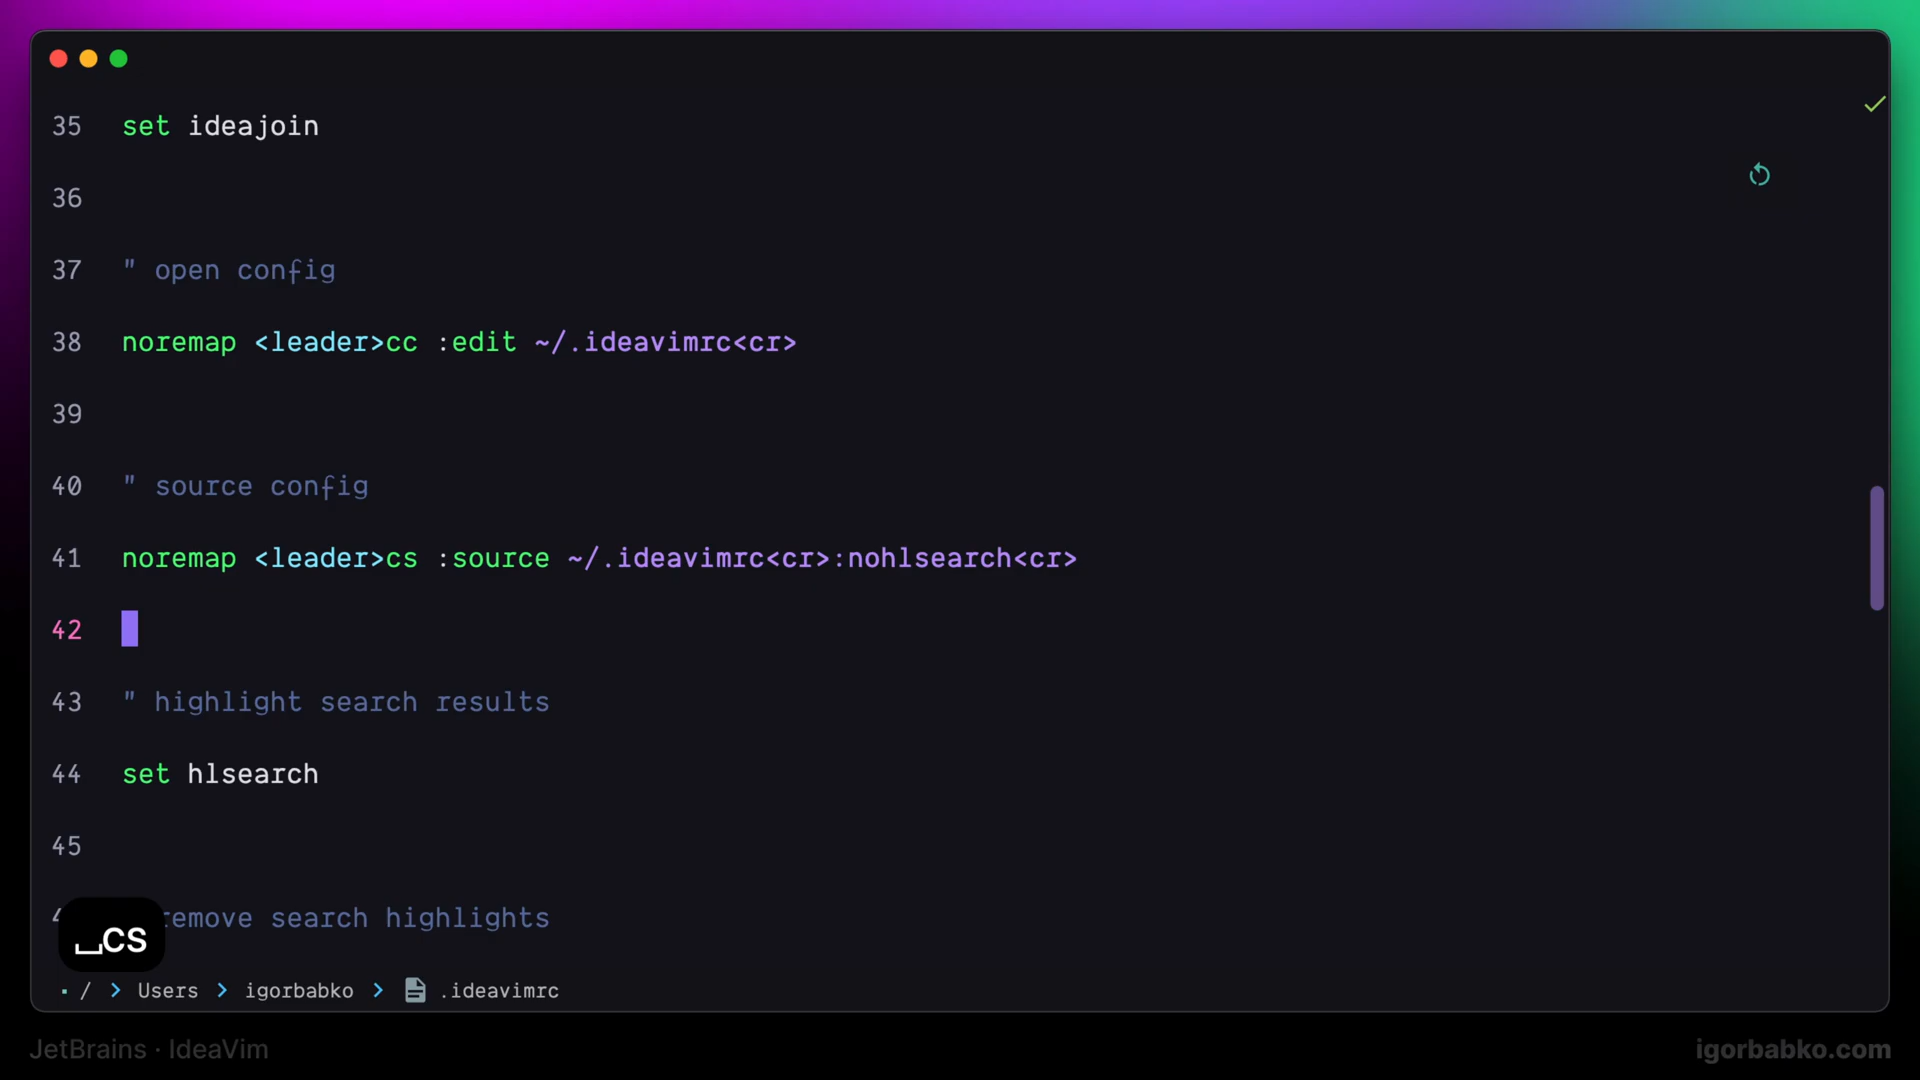 35 set ideajoin
36
37 " open config
38 noremap <leader>cc :edit ~/.ideavimrc<cr>
39
40 " source config
41 noremap <leader>cs :source ~/.ideavimrc<cr>:nohlsearch<cr>
42
43 " highlight search results
44 set hlsearch
45
search highlights
␣CS
/ > Users > igorbabko > .ideavimrc
JetBrains · IdeaVim
igorbabko.com